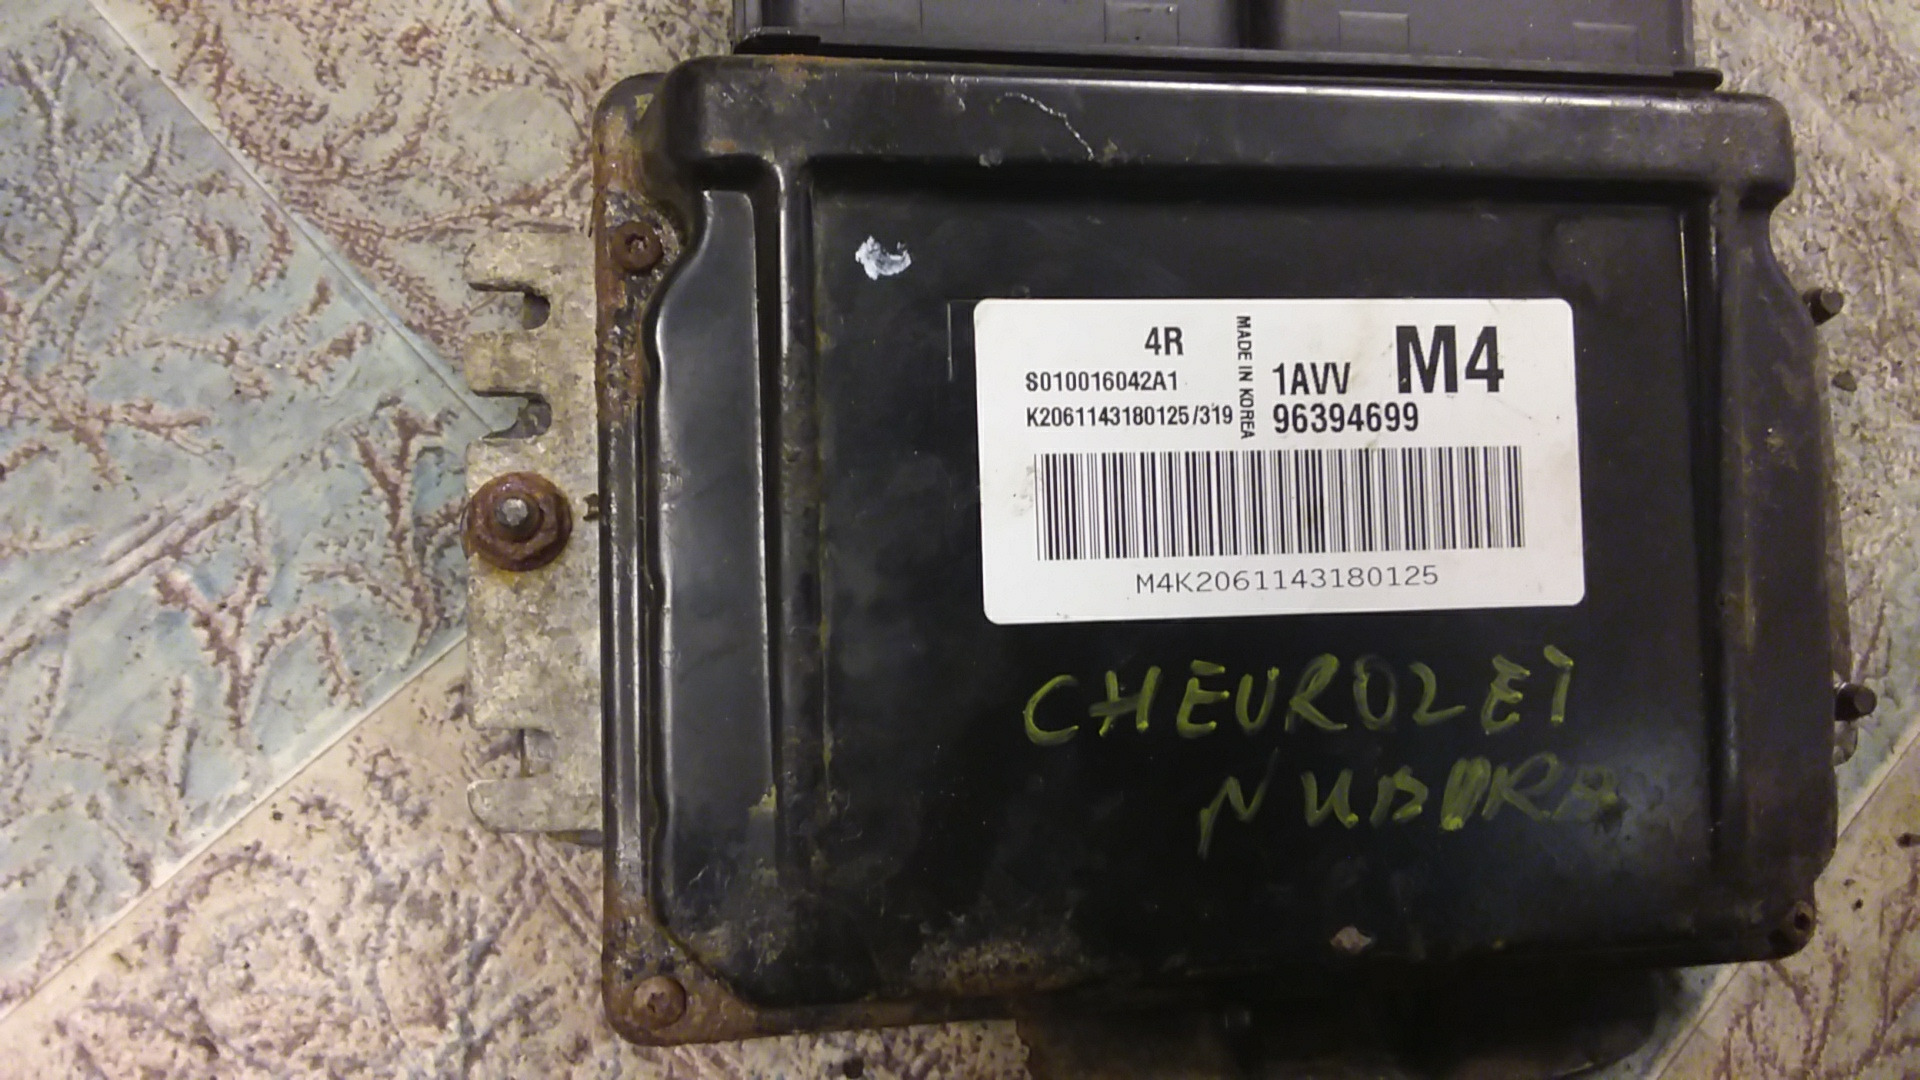 4R
S010016042A1
K2061143180125/319
MADE IN KOREA
1AVV M4
96394699
M4K2061143180125
CHEVROLET
NUBIRA